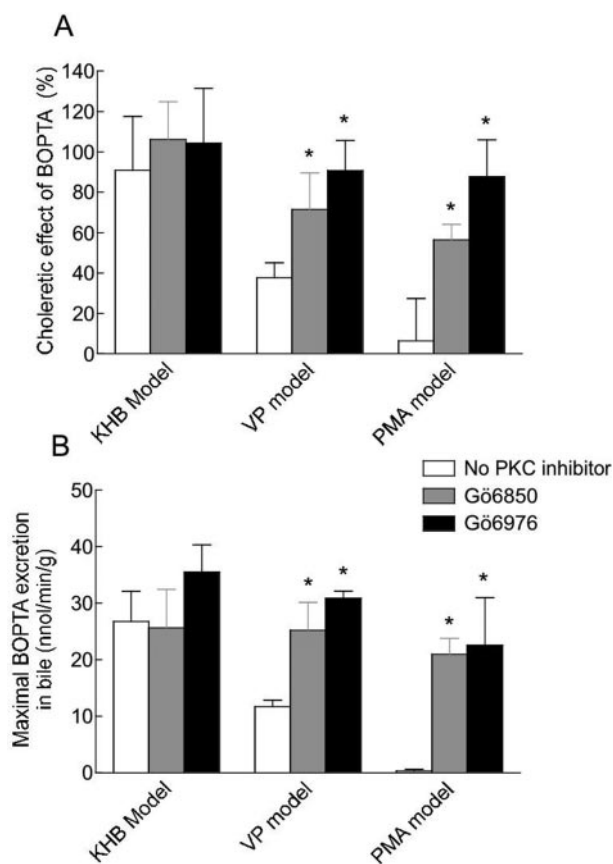 A
Choleretic effect of BOPTA (%)
140
120
100
80
60
40
20
0
* * * *
KHB Model VP model PMA model
B
No PKC inhibitor
Gö6850
Gö6976
Maximal BOPTA excretion
in bile (nnol/min/g)
50
40
30
20
10
0
* * * *
KHB Model VP model PMA model